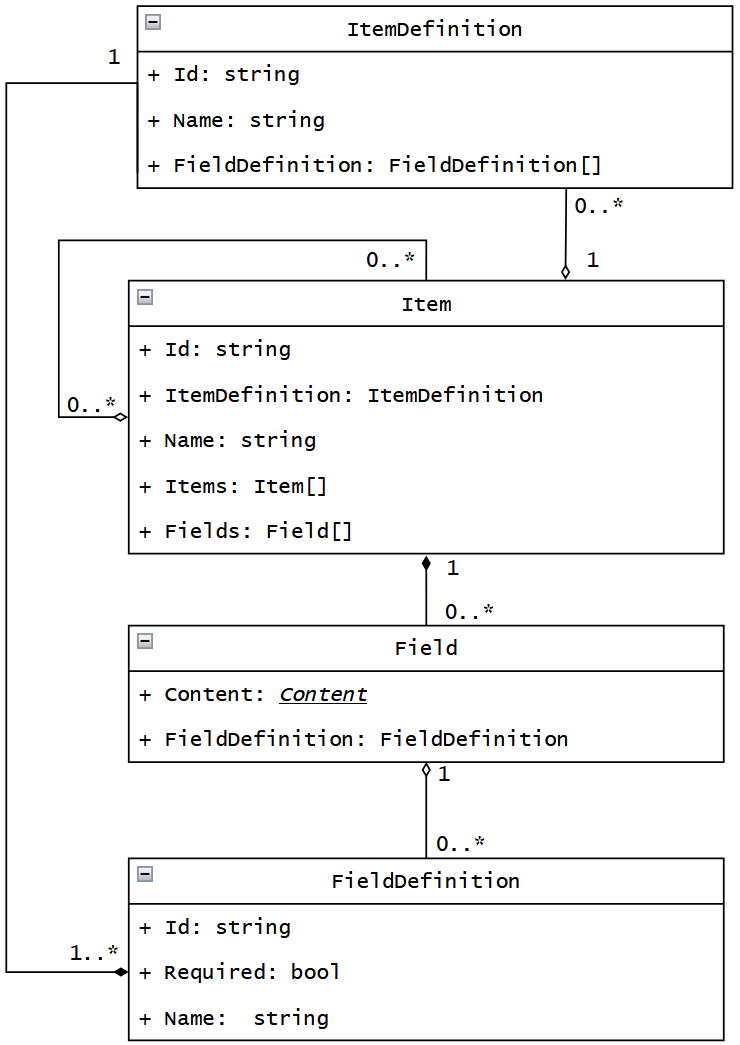 ItemDefinition
1
+ Id: string
+ Name: string
+ FieldDefinition: FieldDefinition[]
0..*
1
0..*
Item
+ Id: string
+ ItemDefinition: ItemDefinition
0..*
+ Name: string
+ Items: Item[]
+ Fields: Field[]
1
0..*
Field
+ Content: Content
+ FieldDefinition: FieldDefinition
1
0..*
FieldDefinition
+ Id: string
1..*
+ Required: bool
+ Name:  string